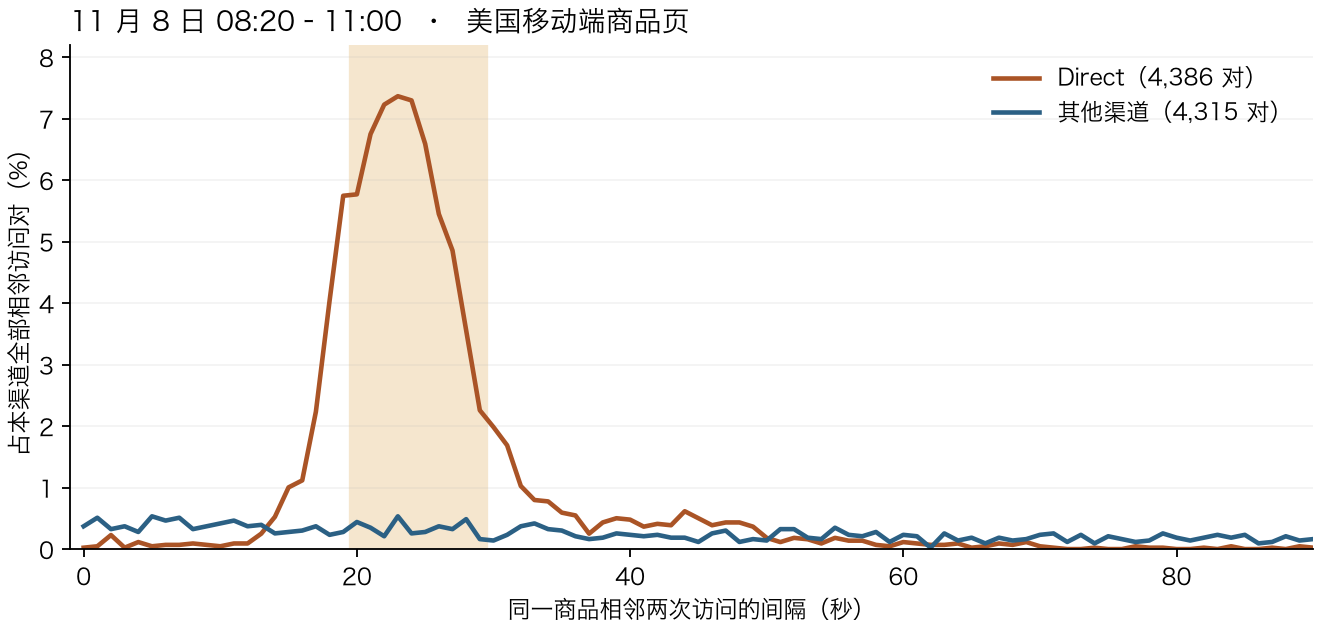 11 月 8 日 08:20 - 11:00 · 美国移动端商品页
Direct（4,386 对）
其他渠道（4,315 对）
占本渠道全部相邻访问对（%）
8
7
6
5
4
3
2
1
0
0 20 40 60 80
同一商品相邻两次访问的间隔（秒）